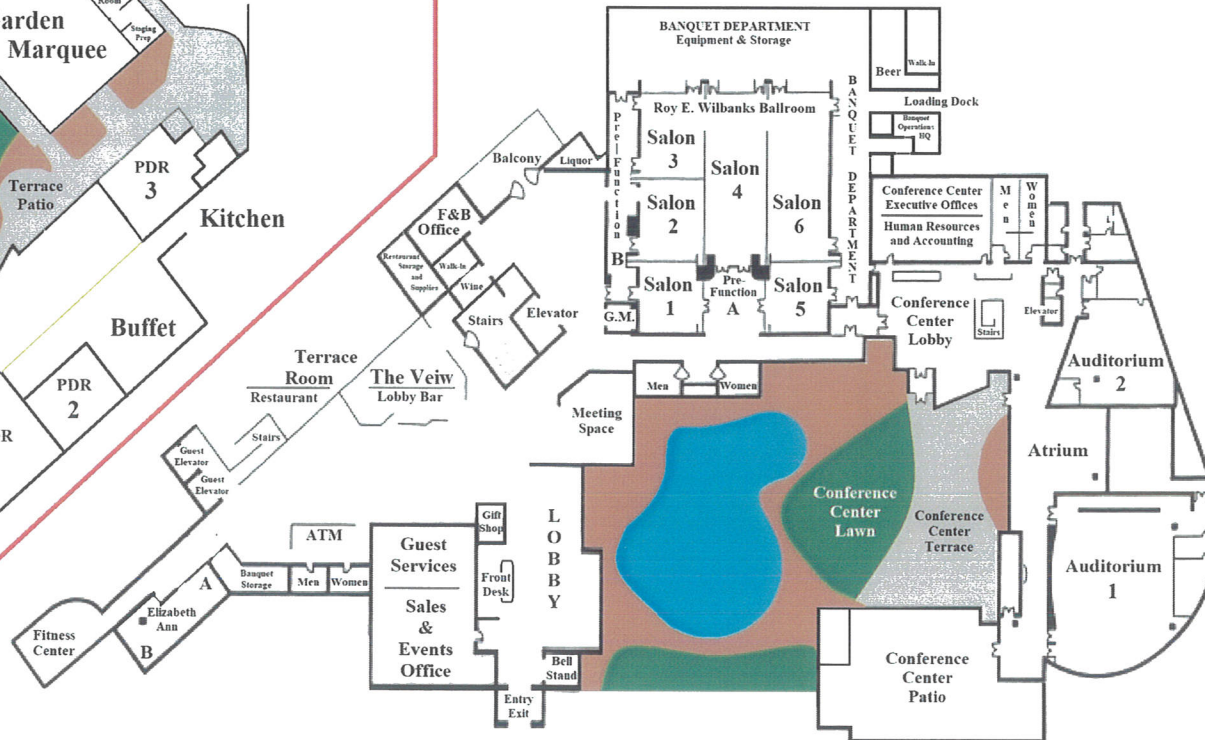 arden
Marquee
Room
Staging
Prep
PDR
3
Terrace
Patio
Kitchen
Buffet
PDR
2
R
BANQUET DEPARTMENT
Equipment & Storage
Beer
Walk-In
Loading Dock
Banquet
Operations
HQ
BANQUET DEPARTMENT
Roy E. Wilbanks Ballroom
Pre-Function
B
Salon
3
Salon
4
Salon
2
Salon
6
Salon
1
Pre-
Function
A
Salon
5
G.M.
Balcony
Liquor
F&B
Office
Restaurant
Storage
and
Supplies
Walk-In
Wine
Stairs
Elevator
Conference Center
Executive Offices
Human Resources
and Accounting
Men
Women
Conference
Center
Lobby
Stairs
Elevator
Auditorium
2
Terrace
Room
Restaurant
The Veiw
Lobby Bar
Stairs
Guest
Elevator
Guest
Elevator
Men
Women
Meeting
Space
Atrium
Conference
Center
Lawn
Conference
Center
Terrace
Auditorium
1
LOBBY
Gift
Shop
ATM
Guest
Services
Front
Desk
Sales
&
Events
Office
Banquet
Storage
Men
Women
A
Elizabeth
Ann
B
Fitness
Center
Bell
Stand
Entry
Exit
Conference
Center
Patio